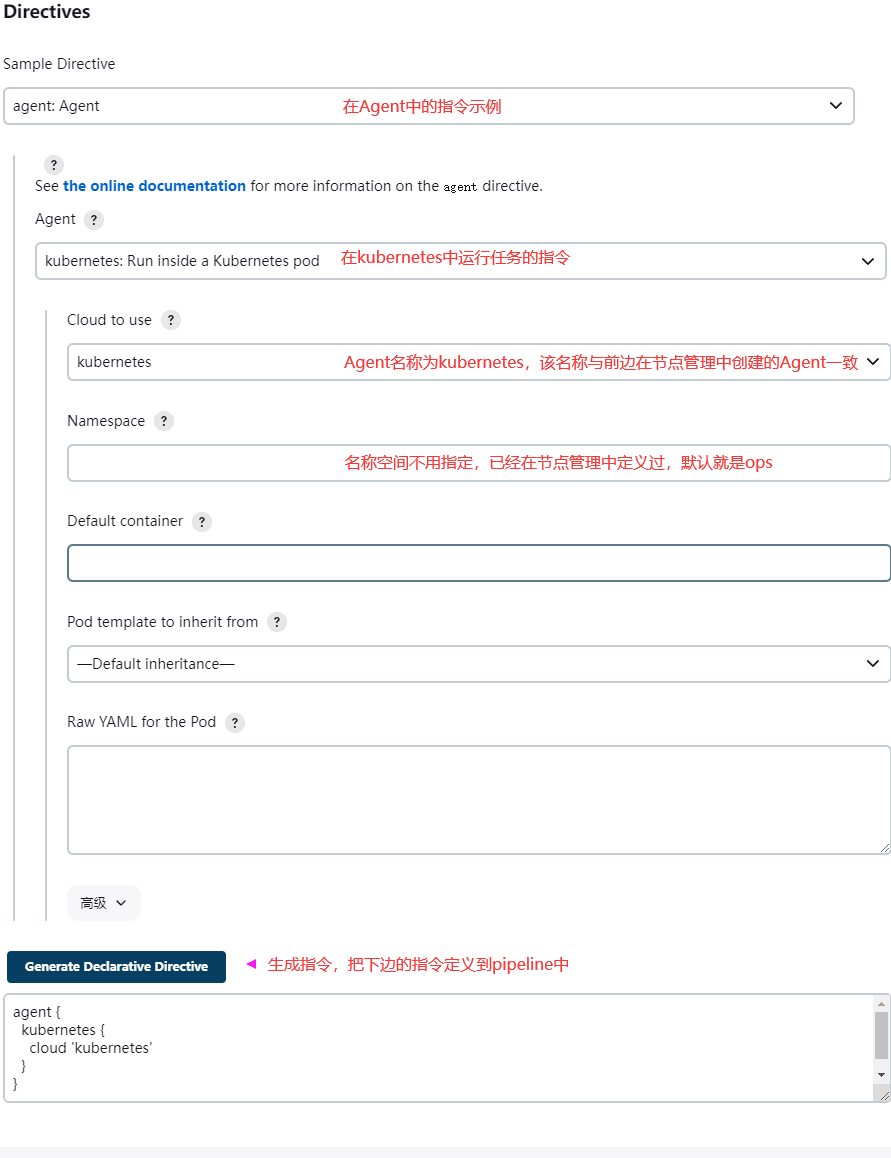 Directives
Sample Directive
agent: Agent 在Agent中的指令示例
?
See the online documentation for more information on the agent directive.
Agent ?
kubernetes: Run inside a Kubernetes pod 在kubernetes中运行任务的指令
Cloud to use ?
kubernetes Agent名称为kubernetes，该名称与前边在节点管理中创建的Agent一致
Namespace ?
名称空间不用指定，已经在节点管理中定义过，默认就是ops
Default container ?
Pod template to inherit from ?
—Default inheritance—
Raw YAML for the Pod ?
高级
Generate Declarative Directive 生成指令，把下边的指令定义到pipeline中
agent {
kubernetes {
cloud 'kubernetes'
}
}